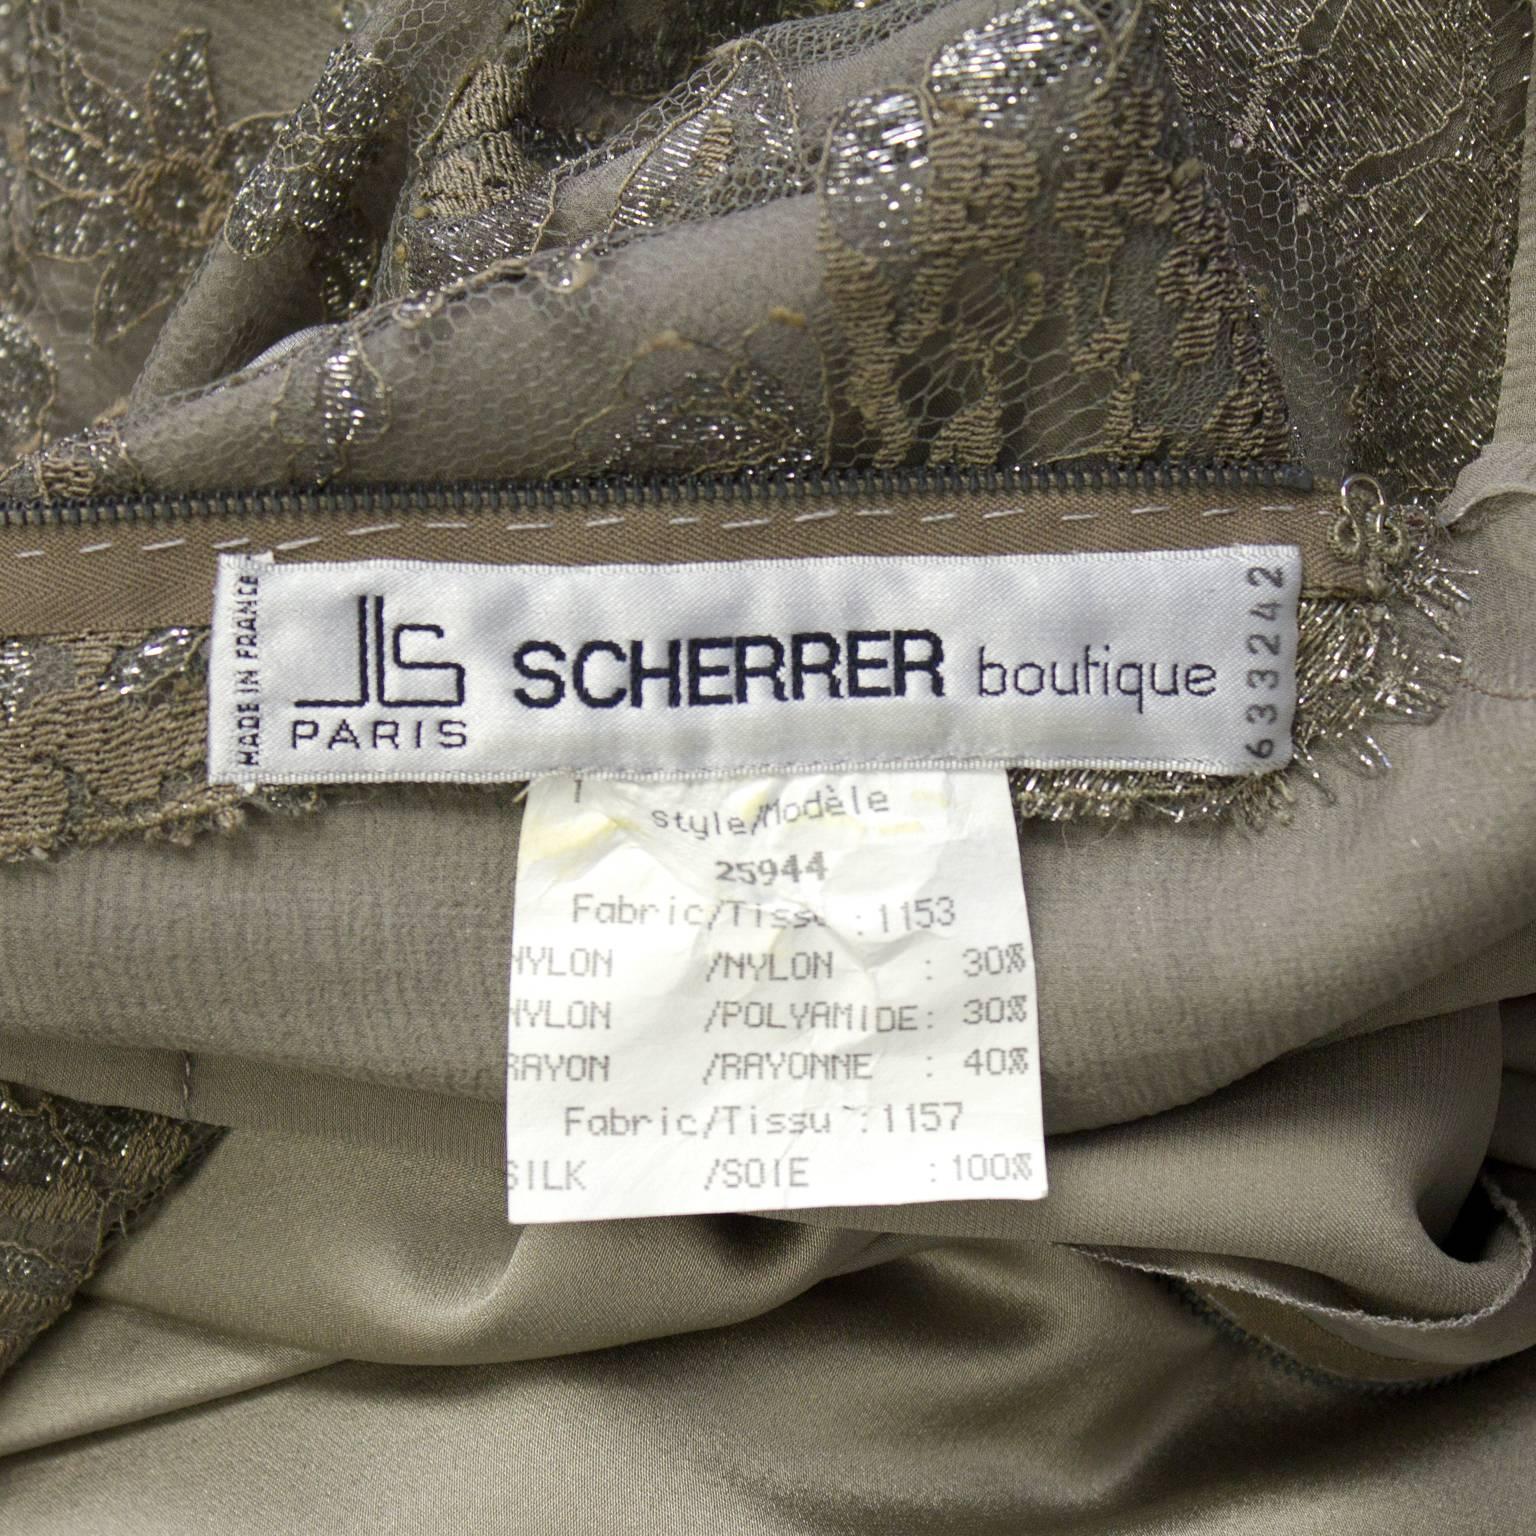 MADE IN FRANCE
JLS
PARIS
SCHERRER boutique
633242
1
style/Modèle
25944
Fabric/Tissu :1153
NYLON /NYLON : 30%
NYLON /POLYAMIDE: 30%
RAYON /RAYONNE : 40%
Fabric/Tissu :1157
SILK /SOIE :100%